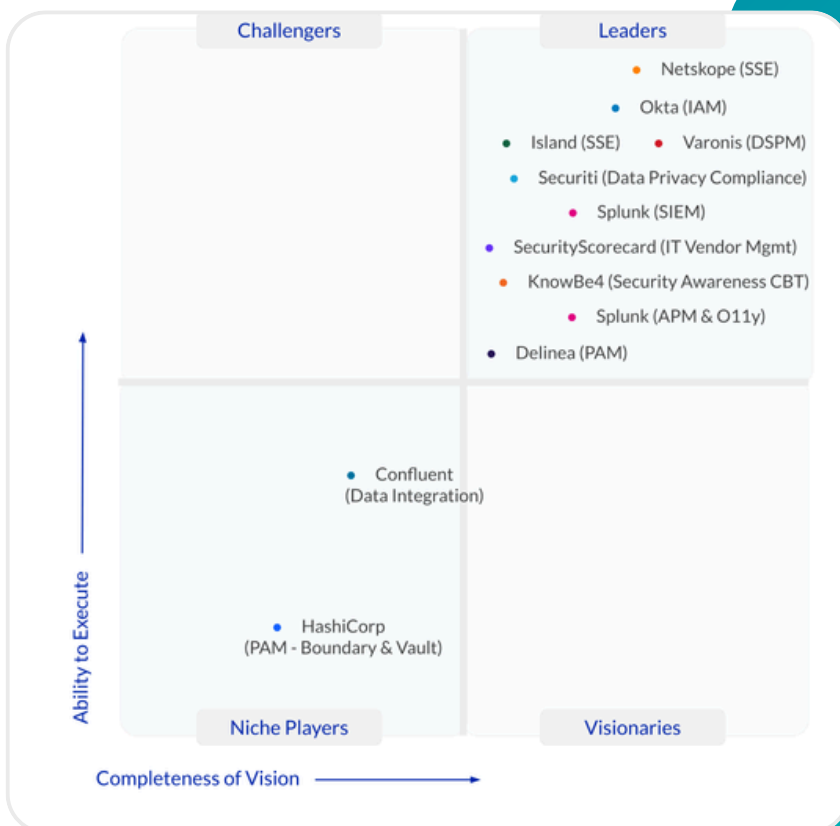 Challengers
Leaders
Netskope (SSE)
Okta (IAM)
Island (SSE)
Varonis (DSPM)
Securiti (Data Privacy Compliance)
Splunk (SIEM)
SecurityScorecard (IT Vendor Mgmt)
KnowBe4 (Security Awareness CBT)
Splunk (APM & O11y)
Delinea (PAM)
Confluent
(Data Integration)
HashiCorp
(PAM - Boundary & Vault)
Ability to Execute
Niche Players
Visionaries
Completeness of Vision